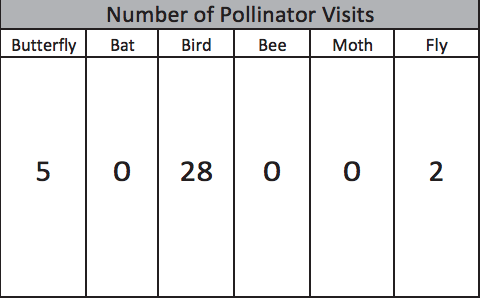 Number of Pollinator Visits
Butterfly Bat Bird Bee Moth Fly
5 0 28 0 0 2